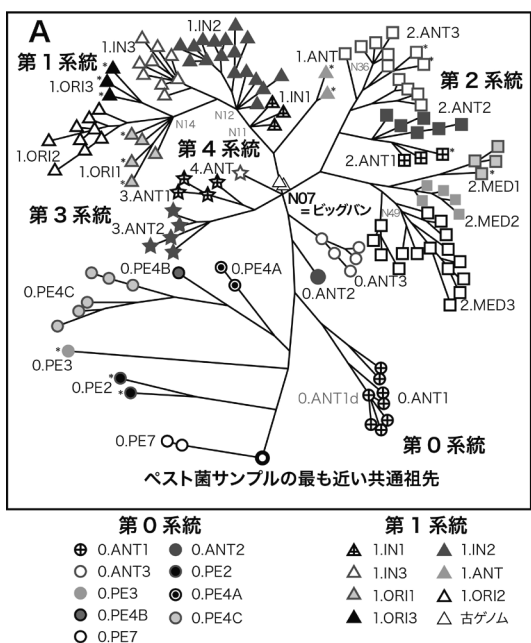 A
1.IN3
1.IN2
2.ANT3
第1系統
1.ANT
N36
1.ORI3
第2系統
1.IN1
2.ANT2
N14
N12
N11
1.ORI2
第4系統
1.ORI1
4.ANT
2.ANT1
3.ANT1
N07
=ビッグバン
2.MED1
第3系統
3.ANT2
N49
2.MED2
0.PE4B
0.PE4A
0.ANT3
0.PE4C
0.ANT2
2.MED3
0.PE3
0.PE2
0.ANT1d
0.ANT1
0.PE7
第0系統
ペスト菌サンプルの最も近い共通祖先
第0系統
0.ANT1
0.ANT2
0.ANT3
0.PE2
0.PE3
0.PE4A
0.PE4B
0.PE4C
0.PE7
第1系統
1.IN1
1.IN2
1.IN3
1.ANT
1.ORI1
1.ORI2
1.ORI3
古ゲノム